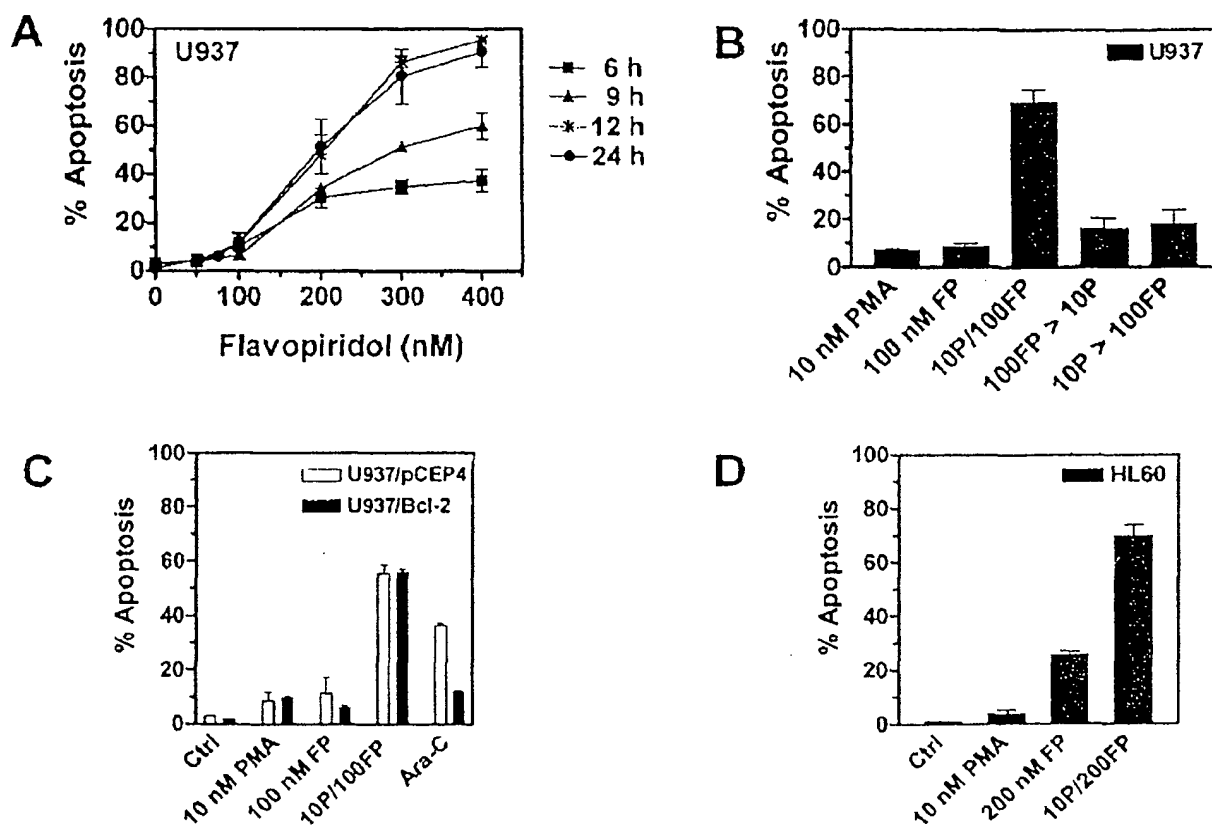 A
U937
% Apoptosis
100
80
60
40
20
0
0 100 200 300 400
Flavopiridol (nM)
6 h
9 h
12 h
24 h
B
U937
% Apoptosis
100
80
60
40
20
0
10 nM PMA
100 nM FP
10P/100FP
100FP > 10P
10P > 100FP
C
U937/pCEP4
U937/Bcl-2
% Apoptosis
100
80
60
40
20
0
Ctrl
10 nM PMA
100 nM FP
10P/100FP
Ara-C
D
HL60
% Apoptosis
100
80
60
40
20
0
Ctrl
10 nM PMA
200 nM FP
10P/200FP